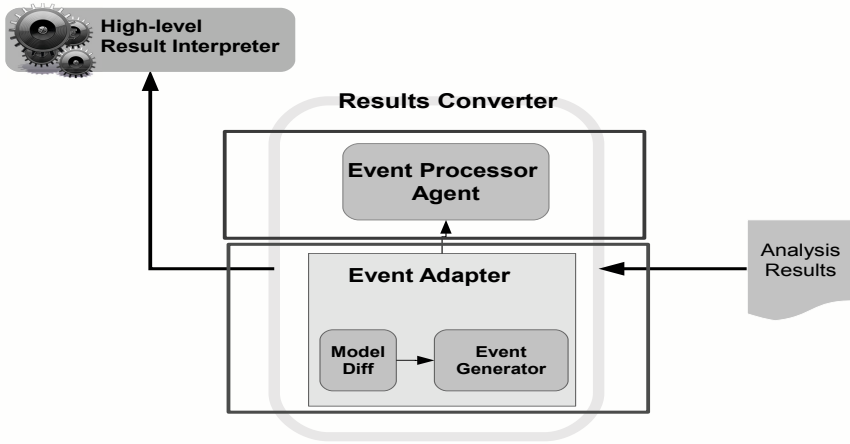 High-level
Result Interpreter
Results Converter
Event Processor
Agent
Event Adapter
Model
Diff
Event
Generator
Analysis
Results